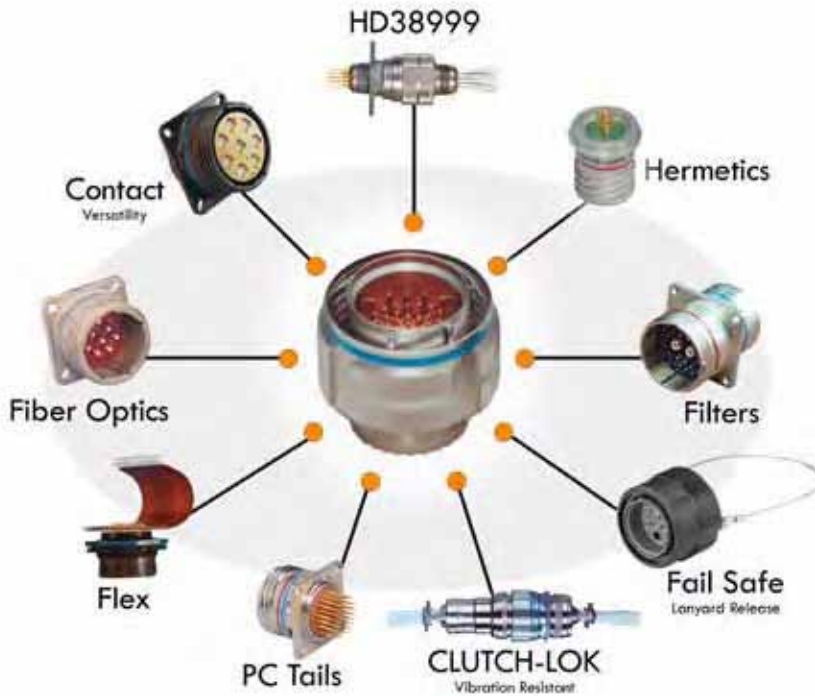 HD38999
Contact
Versatility
Hermetics
Fiber Optics
Filters
Flex
Fail Safe
Lanyard Release
PC Tails
CLUTCH-LOK
Vibration Resistant